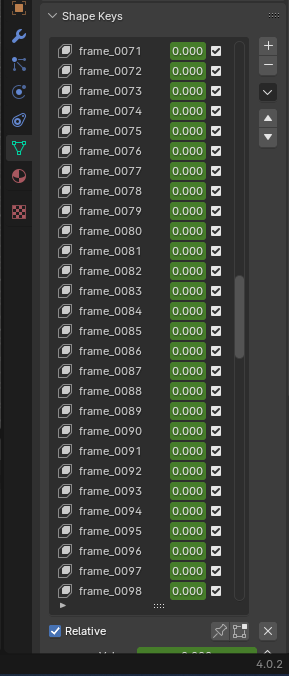 Shape Keys
frame_0071 0.000
frame_0072 0.000
frame_0073 0.000
frame_0074 0.000
frame_0075 0.000
frame_0076 0.000
frame_0077 0.000
frame_0078 0.000
frame_0079 0.000
frame_0080 0.000
frame_0081 0.000
frame_0082 0.000
frame_0083 0.000
frame_0084 0.000
frame_0085 0.000
frame_0086 0.000
frame_0087 0.000
frame_0088 0.000
frame_0089 0.000
frame_0090 0.000
frame_0091 0.000
frame_0092 0.000
frame_0093 0.000
frame_0094 0.000
frame_0095 0.000
frame_0096 0.000
frame_0097 0.000
frame_0098 0.000
Relative
4.0.2